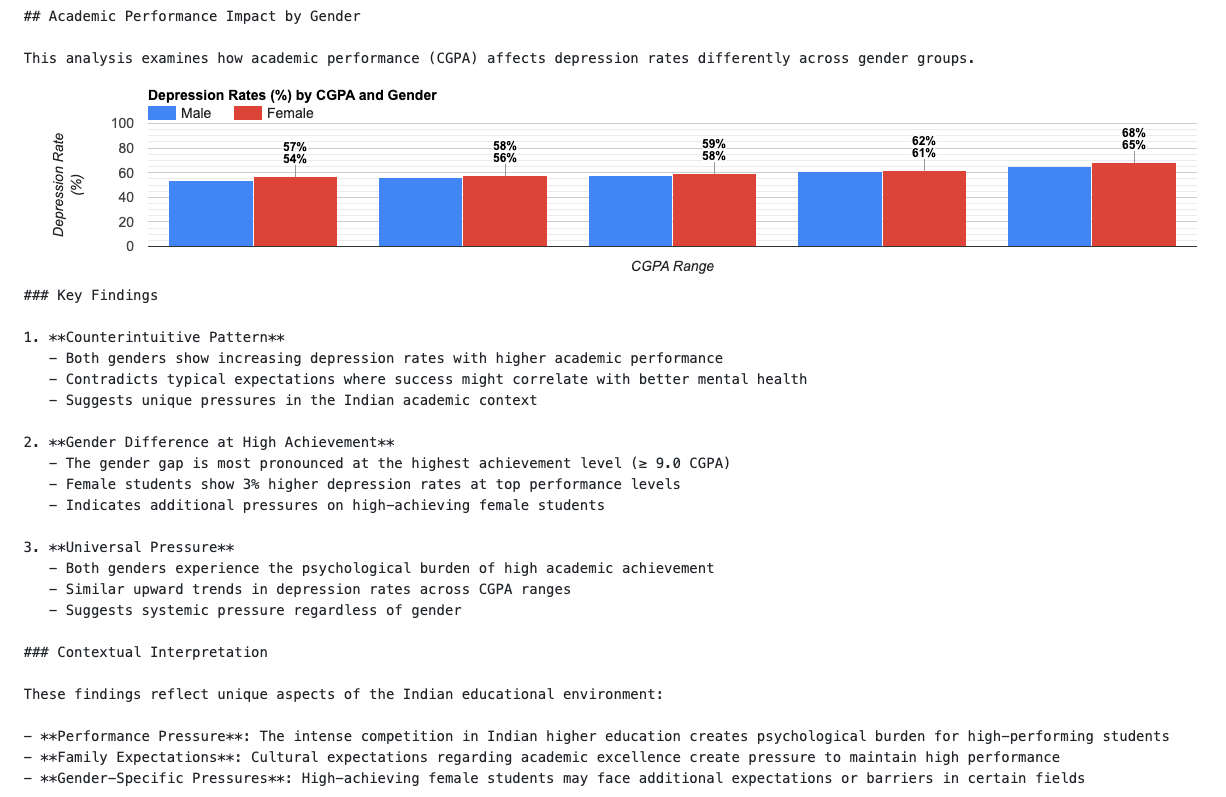 ## Academic Performance Impact by Gender
This analysis examines how academic performance (CGPA) affects depression rates differently across gender groups.
Depression Rates (%) by CGPA and Gender
Male Female
Depression Rate
(%)
100
80
60
40
20
0
57%
54%
58%
56%
59%
58%
62%
61%
68%
65%
CGPA Range
### Key Findings
1. **Counterintuitive Pattern**
– Both genders show increasing depression rates with higher academic performance
– Contradicts typical expectations where success might correlate with better mental health
– Suggests unique pressures in the Indian academic context
2. **Gender Difference at High Achievement**
– The gender gap is most pronounced at the highest achievement level (≥ 9.0 CGPA)
– Female students show 3% higher depression rates at top performance levels
– Indicates additional pressures on high-achieving female students
3. **Universal Pressure**
– Both genders experience the psychological burden of high academic achievement
– Similar upward trends in depression rates across CGPA ranges
– Suggests systemic pressure regardless of gender
### Contextual Interpretation
These findings reflect unique aspects of the Indian educational environment:
– **Performance Pressure**: The intense competition in Indian higher education creates psychological burden for high-performing students
– **Family Expectations**: Cultural expectations regarding academic excellence create pressure to maintain high performance
– **Gender-Specific Pressures**: High-achieving female students may face additional expectations or barriers in certain fields